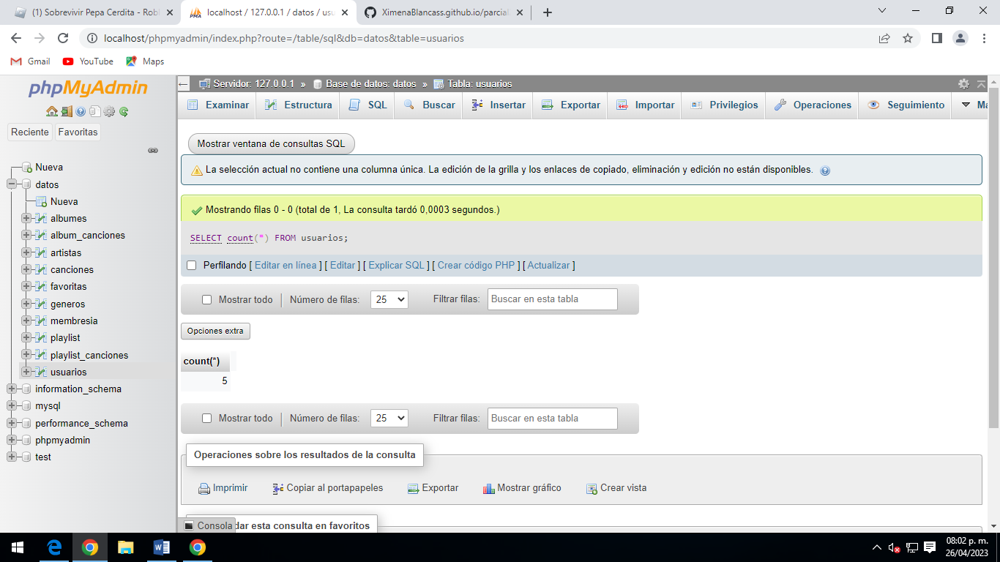 (1) Sobrevivir Pepa Cerdita - Robl
localhost / 127.0.0.1 / datos / usu
XimenaBlancass.github.io/parcial
localhost/phpmyadmin/index.php?route=/table/sql&db=datos&table=usuarios
Gmail YouTube Maps
phpMyAdmin
Reciente Favoritas
Nueva
datos
Nueva
albumes
album_canciones
artistas
canciones
favoritas
generos
membresia
playlist
playlist_canciones
usuarios
information_schema
mysql
performance_schema
phpmyadmin
test
Servidor: 127.0.0.1 » Base de datos: datos » Tabla: usuarios
Examinar Estructura SQL Buscar Insertar Exportar Importar Privilegios Operaciones Seguimiento Má
Mostrar ventana de consultas SQL
La selección actual no contiene una columna única. La edición de la grilla y los enlaces de copiado, eliminación y edición no están disponibles.
Mostrando filas 0 - 0 (total de 1, La consulta tardó 0,0003 segundos.)
SELECT count(*) FROM usuarios;
Perfilando [ Editar en línea ] [ Editar ] [ Explicar SQL ] [ Crear código PHP ] [ Actualizar ]
Mostrar todo Número de filas: 25 Filtrar filas: Buscar en esta tabla
Opciones extra
count(*)
5
Mostrar todo Número de filas: 25 Filtrar filas: Buscar en esta tabla
Operaciones sobre los resultados de la consulta
Imprimir Copiar al portapapeles Exportar Mostrar gráfico Crear vista
Consola dar esta consulta en favoritos
08:02 p. m.
26/04/2023